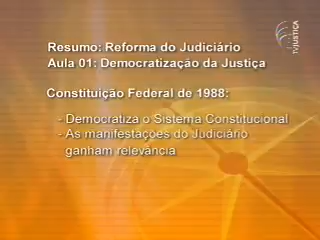 Resumo: Reforma do Judiciário
Aula 01: Democratização da Justiça
Constituição Federal de 1988:
- Democratiza o Sistema Constitucional
- As manifestações do Judiciário
ganham relevância
TVJUSTIÇA